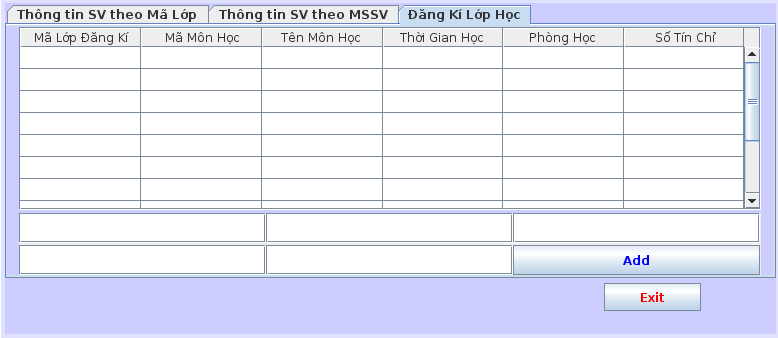 Thông tin SV theo Mã Lớp Thông tin SV theo MSSV Đăng Kí Lớp Học
Mã Lớp Đăng Kí Mã Môn Học Tên Môn Học Thời Gian Học Phòng Học Số Tín Chỉ
Add
Exit